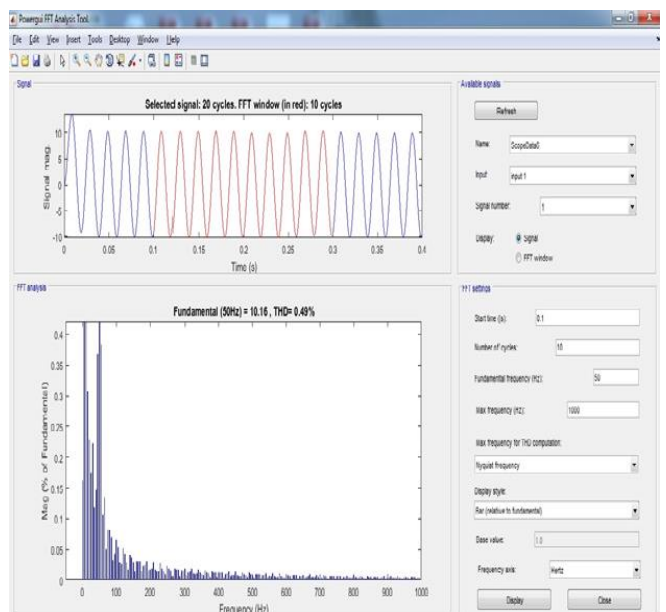 Powergui FFT Analysis Tool.
File Edit View Insert Tools Desktop Window Help
Signal
Selected signal: 20 cycles. FFT window (in red): 10 cycles
Signal mag.
10
5
0
-5
-10
0 0.05 0.1 0.15 0.2 0.25 0.3 0.35 0.4
Time (s)
FFT analysis
Fundamental (50Hz) = 10.16 , THD= 0.49%
Mag (% of Fundamental)
0.4
0.35
0.3
0.25
0.2
0.15
0.1
0.05
0
0 100 200 300 400 500 600 700 800 900 1000
Frequency (Hz)
Available signals
Refresh
Name: ScopeData0
Input: input 1
Signal number: 1
Display: Signal
FFT window
FFT settings
Start time (s): 0.1
Number of cycles: 10
Fundamental frequency (Hz): 50
Max frequency (Hz): 1000
Max frequency for THD computation:
Nyquist frequency
Display style:
Bar (relative to fundamental)
Base value: 1.0
Frequency axis: Hertz
Display Close